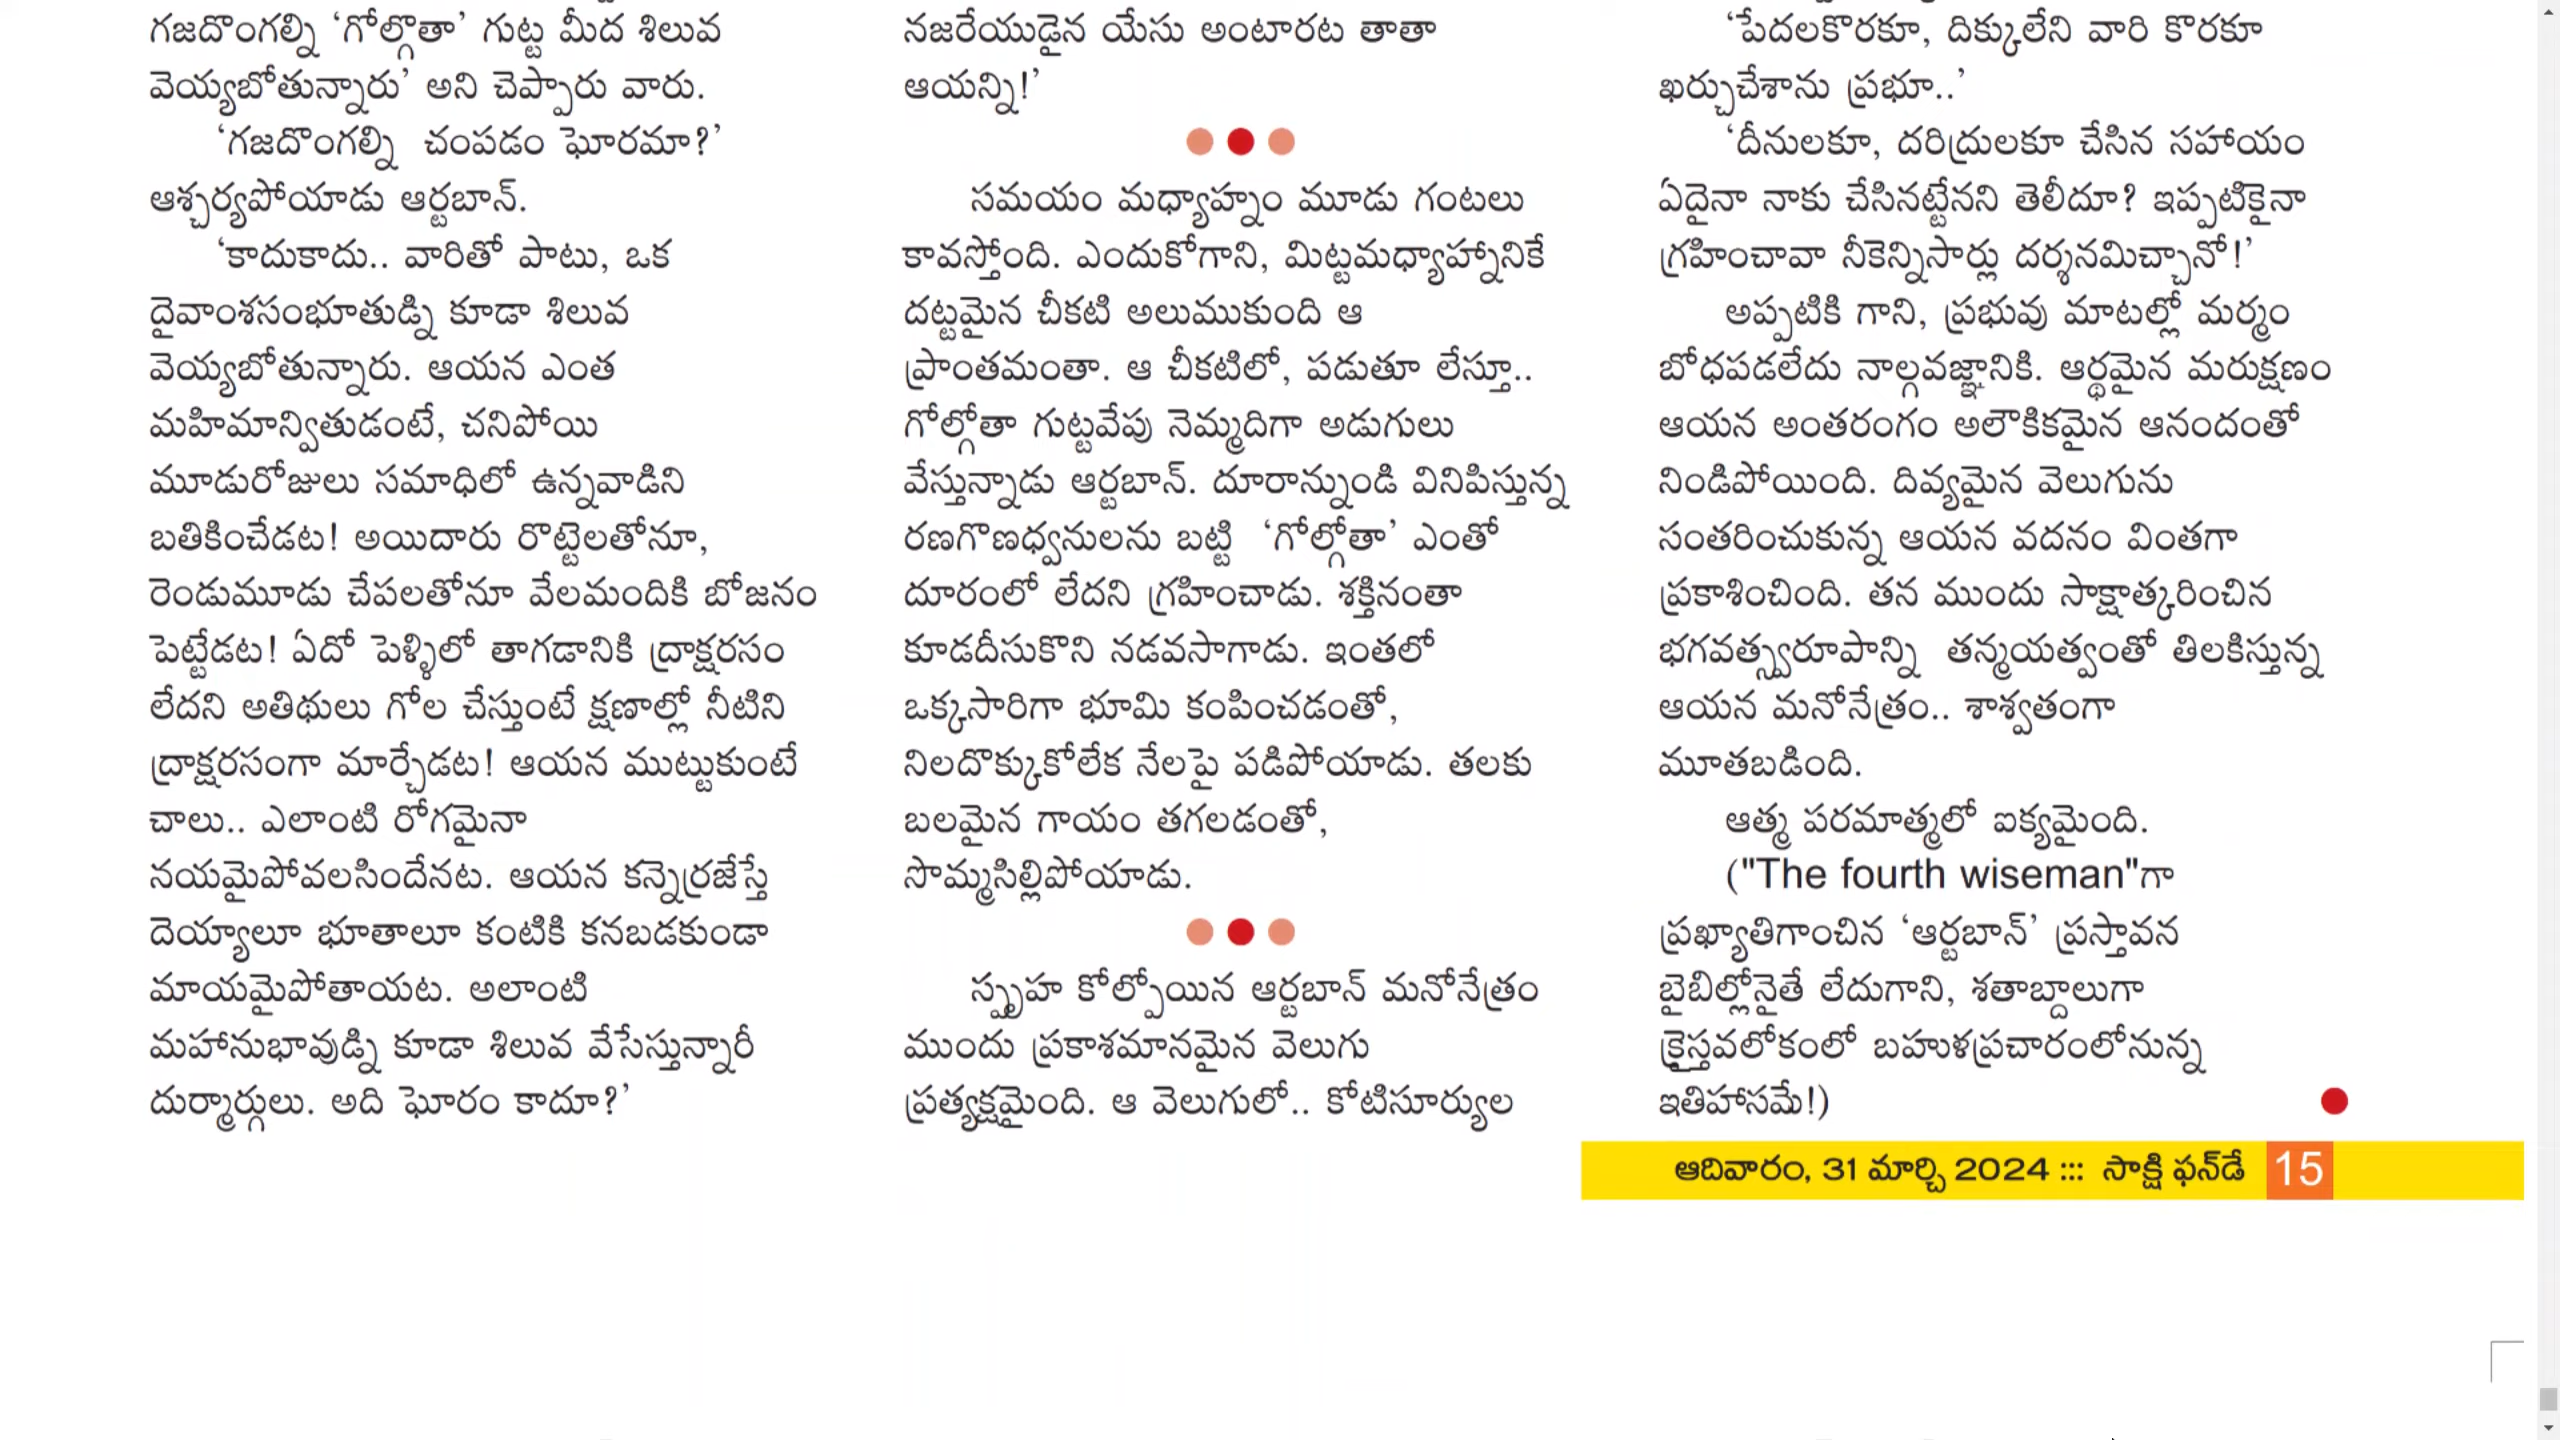 గజదొంగల్ని ‘గోల్గొతా’ గుట్ట మీద శిలువ
వెయ్యబోతున్నారు’ అని చెప్పారు వారు.
‘గజదొంగల్ని చంపడం ఘోరమా?’
ఆశ్చర్యపోయాడు ఆర్టబాన్.
‘కాదుకాదు.. వారితో పాటు, ఒక
దైవాంశసంభూతుడ్ని కూడా శిలువ
వెయ్యబోతున్నారు. ఆయన ఎంత
మహిమాన్వితుడంటే, చనిపోయి
మూడురోజులు సమాధిలో ఉన్నవాడిని
బతికించేడట! అయిదారు రొట్టెలతోనూ,
రెండుమూడు చేపలతోనూ వేలమందికి బోజనం
పెట్టేడట! ఏదో పెళ్ళిలో తాగడానికి ద్రాక్షరసం
లేదని అతిథులు గోల చేస్తుంటే క్షణాల్లో నీటిని
ద్రాక్షరసంగా మార్చేడట! ఆయన ముట్టుకుంటే
చాలు.. ఎలాంటి రోగమైనా
నయమైపోవలసిందేనట. ఆయన కన్నెర్రజేస్తే
దెయ్యాలూ భూతాలూ కంటికి కనబడకుండా
మాయమైపోతాయట. అలాంటి
మహానుభావుడ్ని కూడా శిలువ వేసేస్తున్నారీ
దుర్మార్గులు. అది ఘోరం కాదూ?’
నజరేయుడైన యేసు అంటారట తాతా
ఆయన్ని!’
సమయం మధ్యాహ్నం మూడు గంటలు
కావస్తోంది. ఎందుకోగాని, మిట్టమధ్యాహ్నానికే
దట్టమైన చీకటి అలుముకుంది ఆ
ప్రాంతమంతా. ఆ చీకటిలో, పడుతూ లేస్తూ..
గోల్గోతా గుట్టవేపు నెమ్మదిగా అడుగులు
వేస్తున్నాడు ఆర్టబాన్. దూరాన్నుండి వినిపిస్తున్న
రణగొణధ్వనులను బట్టి ‘గోల్గోతా’ ఎంతో
దూరంలో లేదని గ్రహించాడు. శక్తినంతా
కూడదీసుకొని నడవసాగాడు. ఇంతలో
ఒక్కసారిగా భూమి కంపించడంతో,
నిలదొక్కుకోలేక నేలపై పడిపోయాడు. తలకు
బలమైన గాయం తగలడంతో,
సొమ్మసిల్లిపోయాడు.
స్పృహ కోల్పోయిన ఆర్టబాన్ మనోనేత్రం
ముందు ప్రకాశమానమైన వెలుగు
ప్రత్యక్షమైంది. ఆ వెలుగులో.. కోటిసూర్యుల
‘పేదలకొరకూ, దిక్కులేని వారి కొరకూ
ఖర్చుచేశాను ప్రభూ..’
‘దీనులకూ, దరిద్రులకూ చేసిన సహాయం
ఏదైనా నాకు చేసినట్టేనని తెలీదూ? ఇప్పటికైనా
గ్రహించావా నీకెన్నిసార్లు దర్శనమిచ్చానో!’
అప్పటికి గాని, ప్రభువు మాటల్లో మర్మం
బోధపడలేదు నాల్గవజ్ఞానికి. ఆర్థమైన మరుక్షణం
ఆయన అంతరంగం అలౌకికమైన ఆనందంతో
నిండిపోయింది. దివ్యమైన వెలుగును
సంతరించుకున్న ఆయన వదనం వింతగా
ప్రకాశించింది. తన ముందు సాక్షాత్కరించిన
భగవత్స్వరూపాన్ని తన్మయత్వంతో తిలకిస్తున్న
ఆయన మనోనేత్రం.. శాశ్వతంగా
మూతబడింది.
ఆత్మ పరమాత్మలో ఐక్యమైంది.
("The fourth wiseman"గా
ప్రఖ్యాతిగాంచిన ‘ఆర్టబాన్’ ప్రస్తావన
బైబిల్లోనైతే లేదుగాని, శతాబ్దాలుగా
క్రైస్తవలోకంలో బహుళప్రచారంలోనున్న
ఇతిహాసమే!)
ఆదివారం, 31 మార్చి 2024 ::: సాక్షి ఫన్‌డే 15